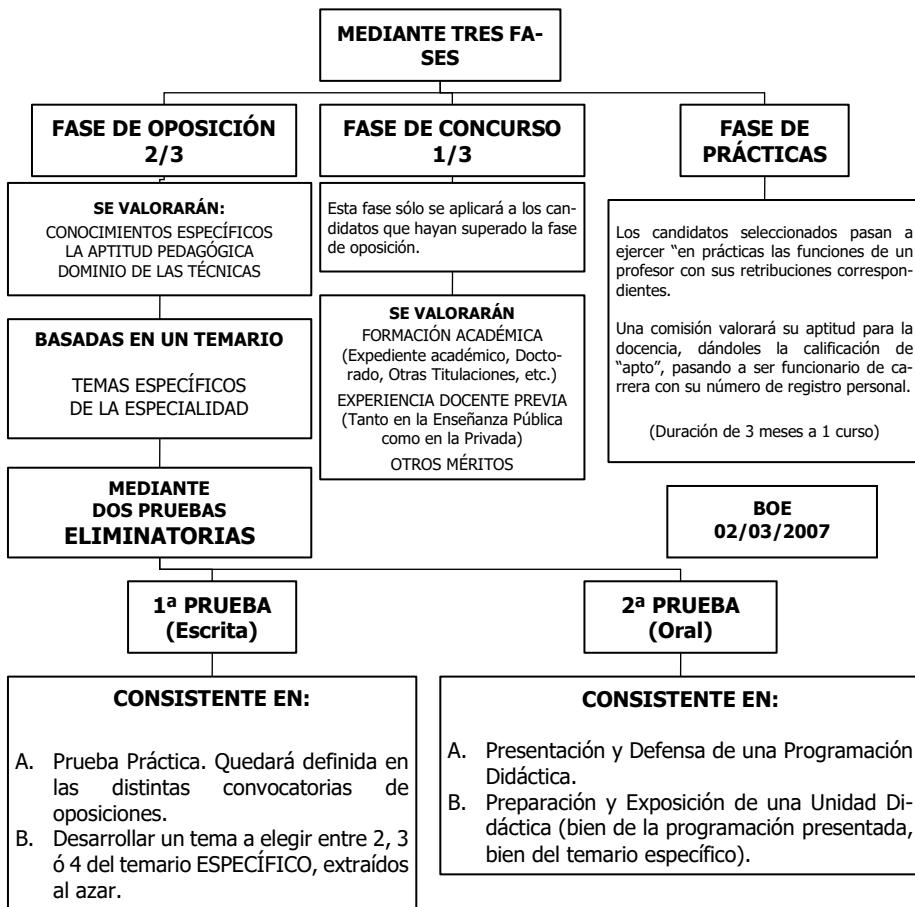 MEDIANTE TRES FA-
SES
FASE DE OPOSICIÓN
2/3
SE VALORARÁN:
CONOCIMIENTOS ESPECÍFICOS
LA APTITUD PEDAGÓGICA
DOMINIO DE LAS TÉCNICAS
BASADAS EN UN TEMARIO
TEMAS ESPECÍFICOS
DE LA ESPECIALIDAD
MEDIANTE
DOS PRUEBAS
ELIMINATORIAS
FASE DE CONCURSO
1/3
Esta fase sólo se aplicará a los can-
didatos que hayan superado la fase
de oposición.
SE VALORARÁN
FORMACIÓN ACADÉMICA
(Expediente académico, Docto-
rado, Otras Titulaciones, etc.)
EXPERIENCIA DOCENTE PREVIA
(Tanto en la Enseñanza Pública
como en la Privada)
OTROS MÉRITOS
FASE DE
PRÁCTICAS
Los candidatos seleccionados pasan a
ejercer “en prácticas las funciones de un
profesor con sus retribuciones correspon-
dientes.
Una comisión valorará su aptitud para la
docencia, dándoles la calificación de
“apto”, pasando a ser funcionario de ca-
rrera con su número de registro personal.
(Duración de 3 meses a 1 curso)
BOE
02/03/2007
1ª PRUEBA
(Escrita)
CONSISTENTE EN:
A. Prueba Práctica. Quedará definida en
las distintas convocatorias de
oposiciones.
B. Desarrollar un tema a elegir entre 2, 3
ó 4 del temario ESPECÍFICO, extraídos
al azar.
2ª PRUEBA
(Oral)
CONSISTENTE EN:
A. Presentación y Defensa de una Programación
Didáctica.
B. Preparación y Exposición de una Unidad Di-
dáctica (bien de la programación presentada,
bien del temario específico).